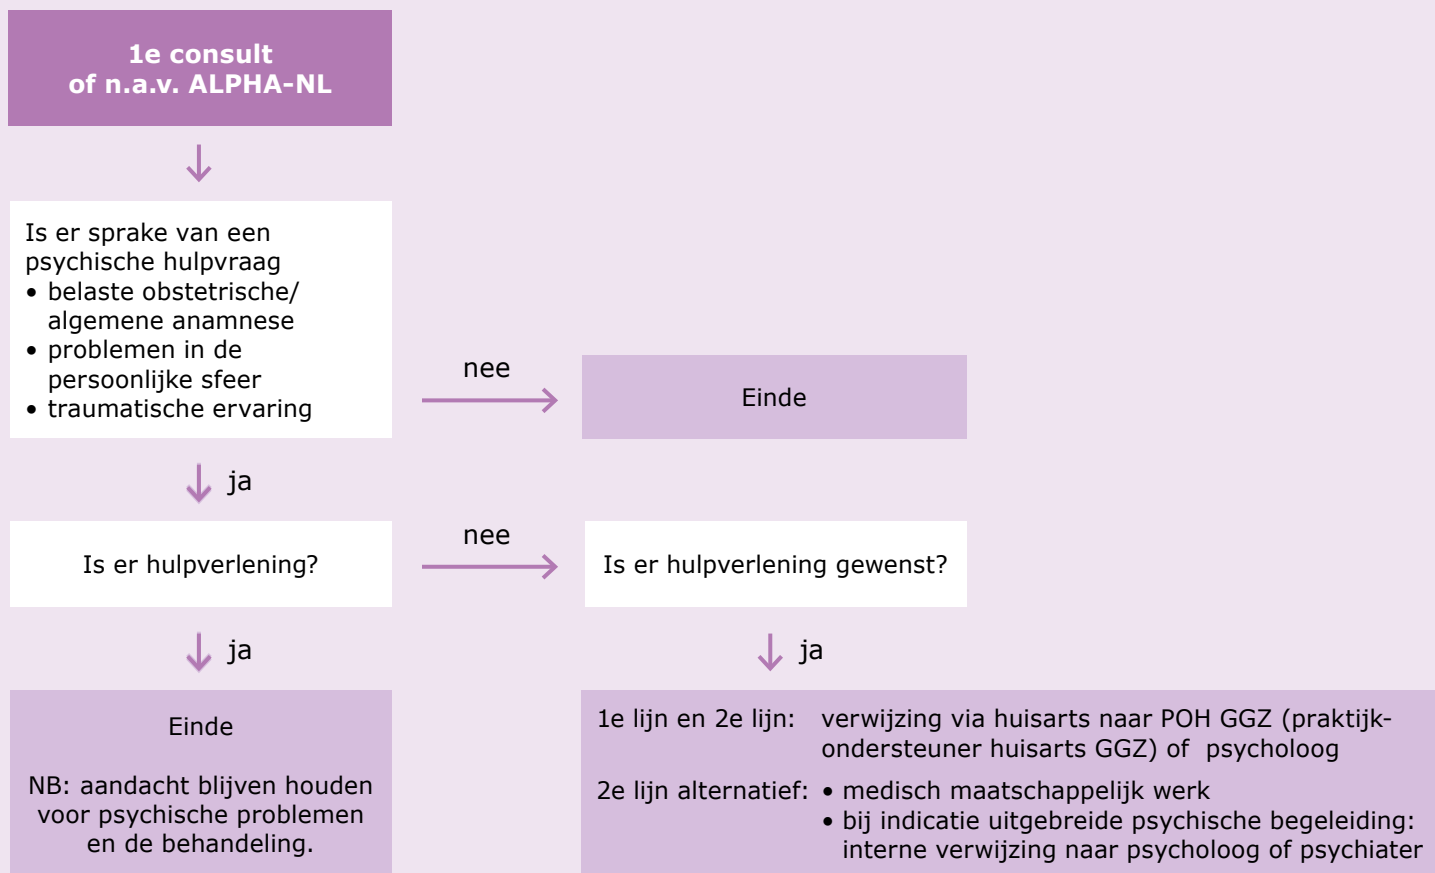 1e consult
of n.a.v. ALPHA-NL
Is er sprake van een
psychische hulpvraag
• belaste obstetrische/
algemene anamnese
• problemen in de
persoonlijke sfeer
• traumatische ervaring
nee
Einde
ja
Is er hulpverlening?
nee
Is er hulpverlening gewenst?
ja
ja
Einde
NB: aandacht blijven houden
voor psychische problemen
en de behandeling.
1e lijn en 2e lijn: verwijzing via huisarts naar POH GGZ (praktijk-
ondersteuner huisarts GGZ) of psycholoog
2e lijn alternatief: • medisch maatschappelijk werk
• bij indicatie uitgebreide psychische begeleiding:
interne verwijzing naar psycholoog of psychiater